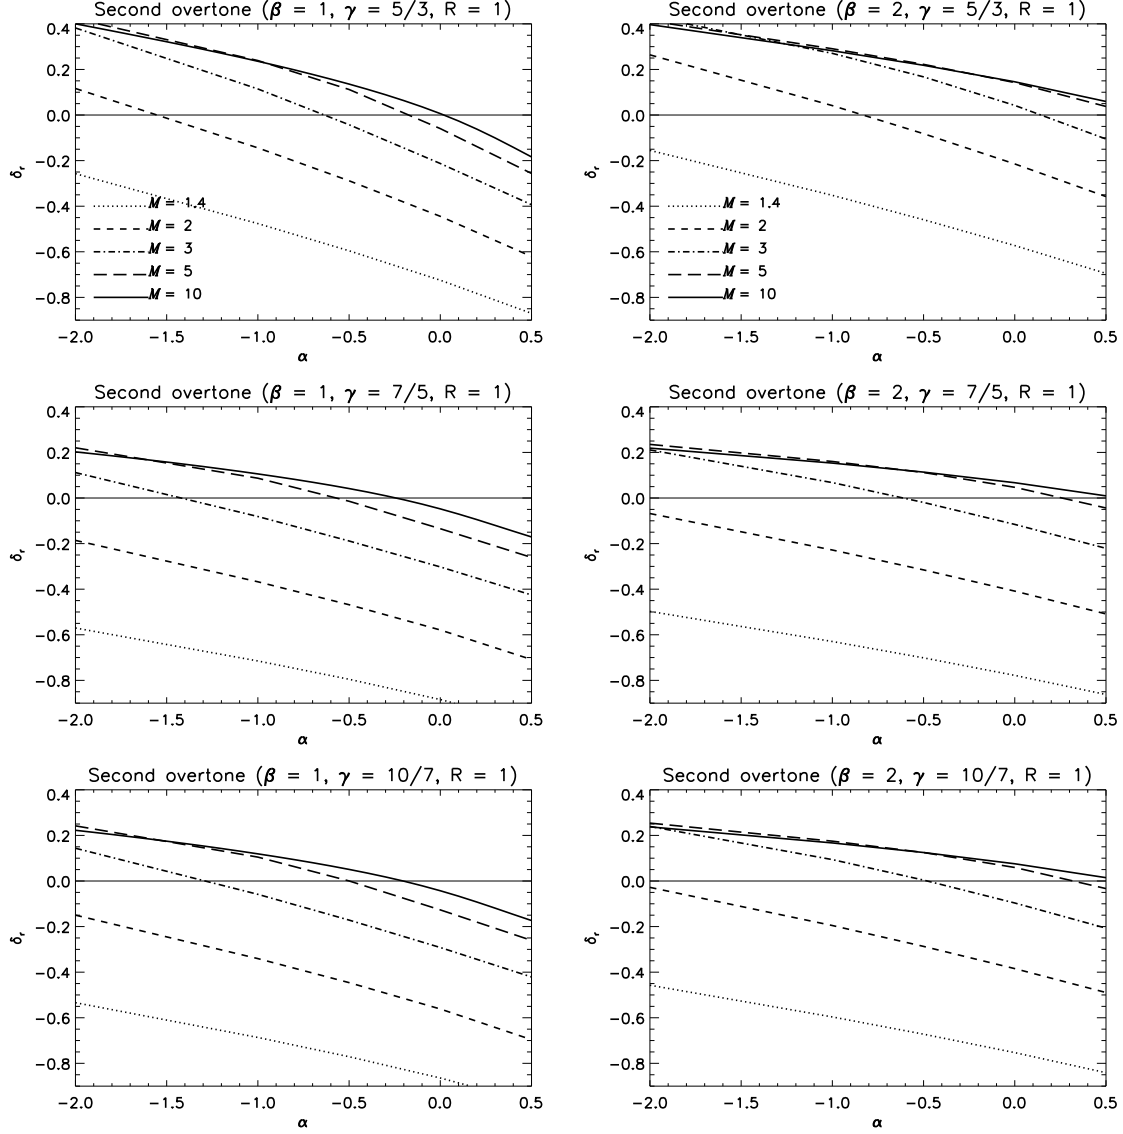 Second overtone (β = 1, γ = 5/3, R = 1)
0.4
0.2
0.0
−0.2
−0.4
−0.6
−0.8
δr
M = 1.4
M = 2
M = 3
M = 5
M = 10
−2.0 −1.5 −1.0 −0.5 0.0 0.5
α
Second overtone (β = 2, γ = 5/3, R = 1)
0.4
0.2
0.0
−0.2
−0.4
−0.6
−0.8
δr
M = 1.4
M = 2
M = 3
M = 5
M = 10
−2.0 −1.5 −1.0 −0.5 0.0 0.5
α
Second overtone (β = 1, γ = 7/5, R = 1)
0.4
0.2
0.0
−0.2
−0.4
−0.6
−0.8
δr
−2.0 −1.5 −1.0 −0.5 0.0 0.5
α
Second overtone (β = 2, γ = 7/5, R = 1)
0.4
0.2
0.0
−0.2
−0.4
−0.6
−0.8
δr
−2.0 −1.5 −1.0 −0.5 0.0 0.5
α
Second overtone (β = 1, γ = 10/7, R = 1)
0.4
0.2
0.0
−0.2
−0.4
−0.6
−0.8
δr
−2.0 −1.5 −1.0 −0.5 0.0 0.5
α
Second overtone (β = 2, γ = 10/7, R = 1)
0.4
0.2
0.0
−0.2
−0.4
−0.6
−0.8
δr
−2.0 −1.5 −1.0 −0.5 0.0 0.5
α